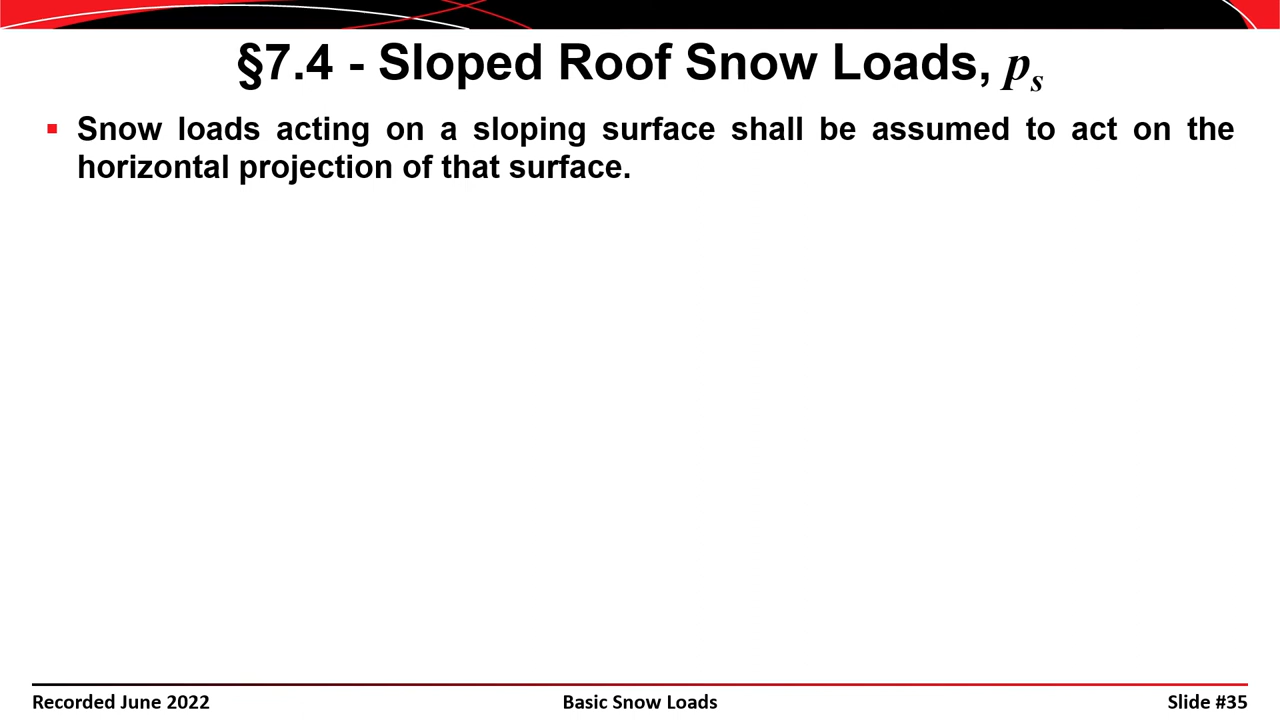 §7.4 - Sloped Roof Snow Loads, pₛ
▪ Snow loads acting on a sloping surface shall be assumed to act on the
horizontal projection of that surface.
Recorded June 2022
Basic Snow Loads
Slide #35